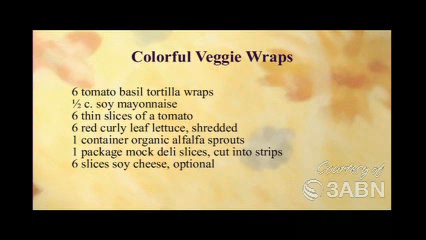 Colorful Veggie Wraps
6 tomato basil tortilla wraps
½ c. soy mayonnaise
6 thin slices of a tomato
6 red curly leaf lettuce, shredded
1 container organic alfalfa sprouts
1 package mock deli slices, cut into strips
6 slices soy cheese, optional
Courtesy of
3ABN